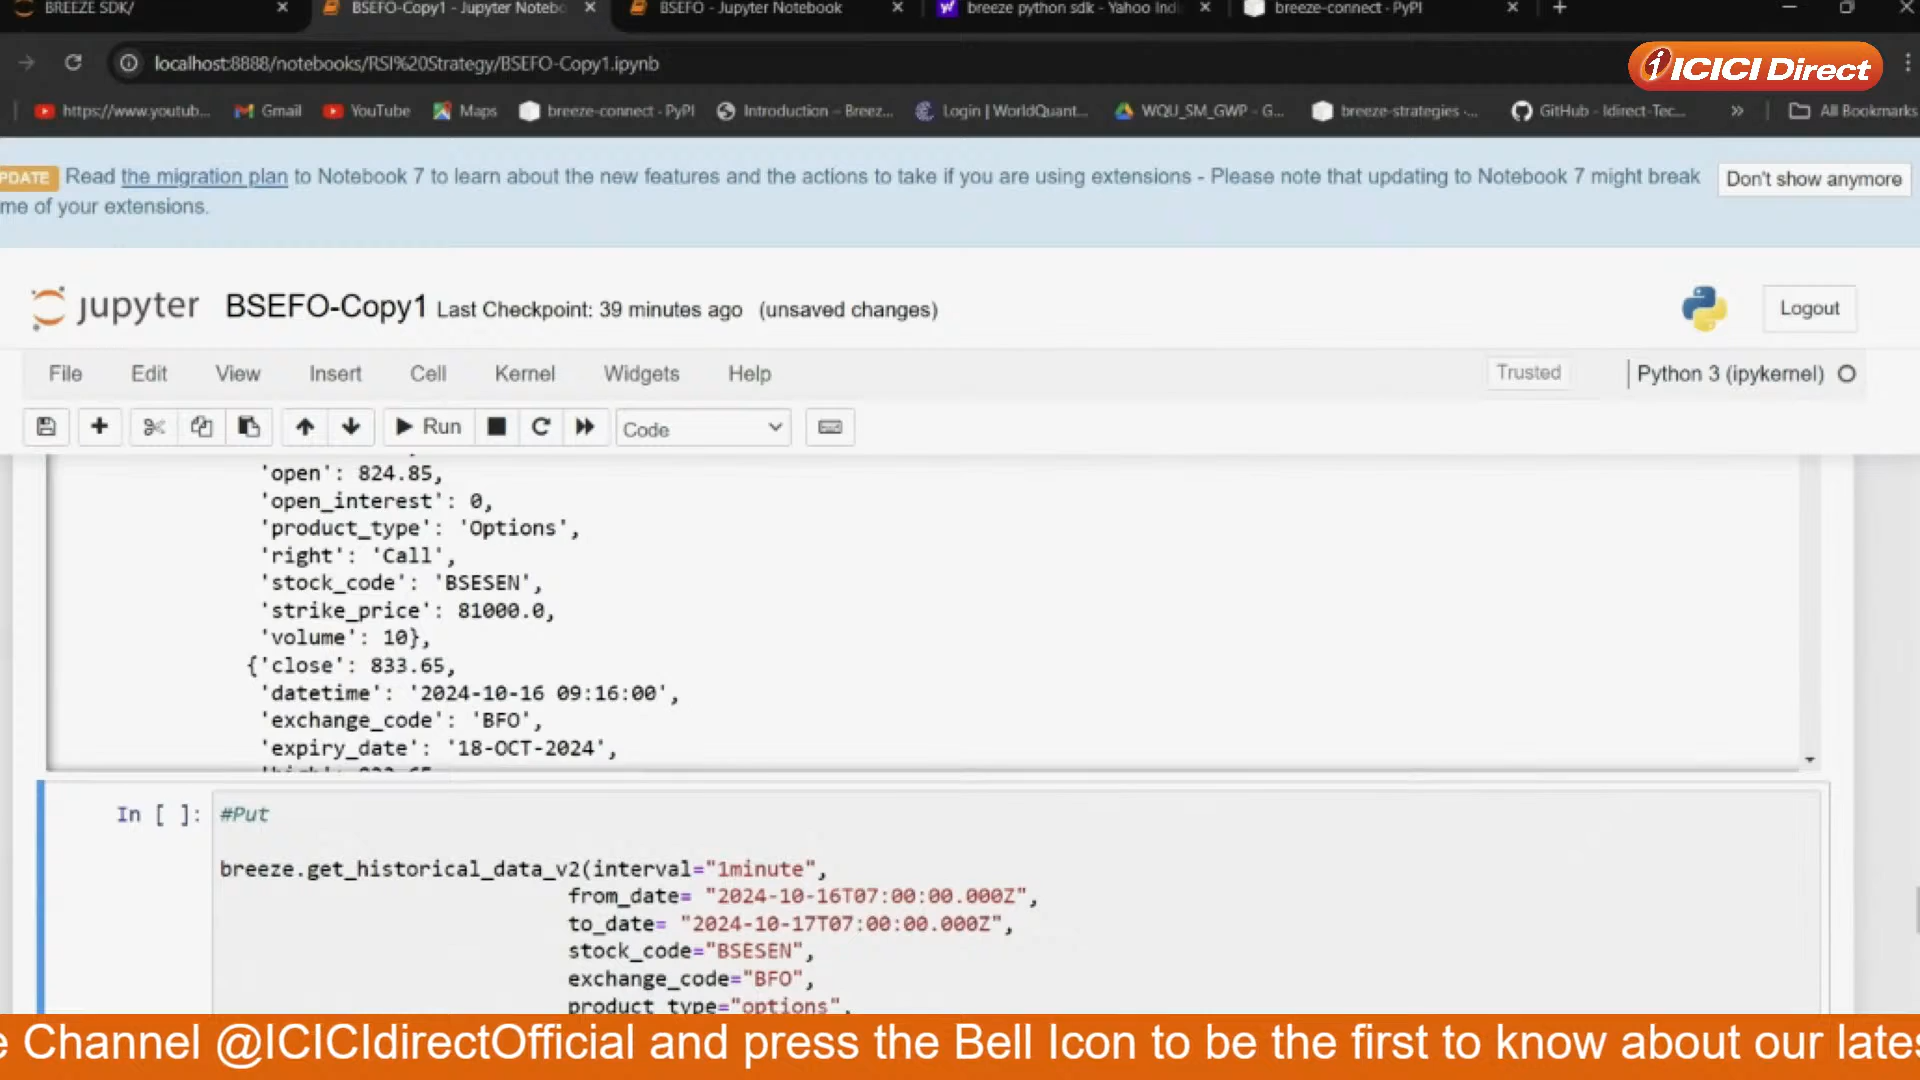 BREEZE SDK/
BSEFO-Copy1 - Jupyter Notebo
BSEFO - Jupyter Notebook
breeze python sdk - Yahoo Indi
breeze-connect · PyPI
localhost:8888/notebooks/RSI%20Strategy/BSEFO-Copy1.ipynb
ICICI Direct
https://www.youtub...
Gmail
YouTube
Maps
breeze-connect · PyPI
Introduction – Breez...
Login | WorldQuant...
WQU_SM_GWP - G...
breeze-strategies ·...
GitHub - Idirect-Tec...
»
All Bookmarks
PDATE Read the migration plan to Notebook 7 to learn about the new features and the actions to take if you are using extensions - Please note that updating to Notebook 7 might break
me of your extensions.
Don't show anymore
jupyter BSEFO-Copy1 Last Checkpoint: 39 minutes ago (unsaved changes)
Logout
File Edit View Insert Cell Kernel Widgets Help
Trusted
Python 3 (ipykernel)
Run
Code
'open': 824.85,
'open_interest': 0,
'product_type': 'Options',
'right': 'Call',
'stock_code': 'BSESEN',
'strike_price': 81000.0,
'volume': 10},
{'close': 833.65,
'datetime': '2024-10-16 09:16:00',
'exchange_code': 'BFO',
'expiry_date': '18-OCT-2024',
In [ ]: #Put
breeze.get_historical_data_v2(interval="1minute",
from_date= "2024-10-16T07:00:00.000Z",
to_date= "2024-10-17T07:00:00.000Z",
stock_code="BSESEN",
exchange_code="BFO",
product_type="options",
e Channel @ICICIdirectOfficial and press the Bell Icon to be the first to know about our lates